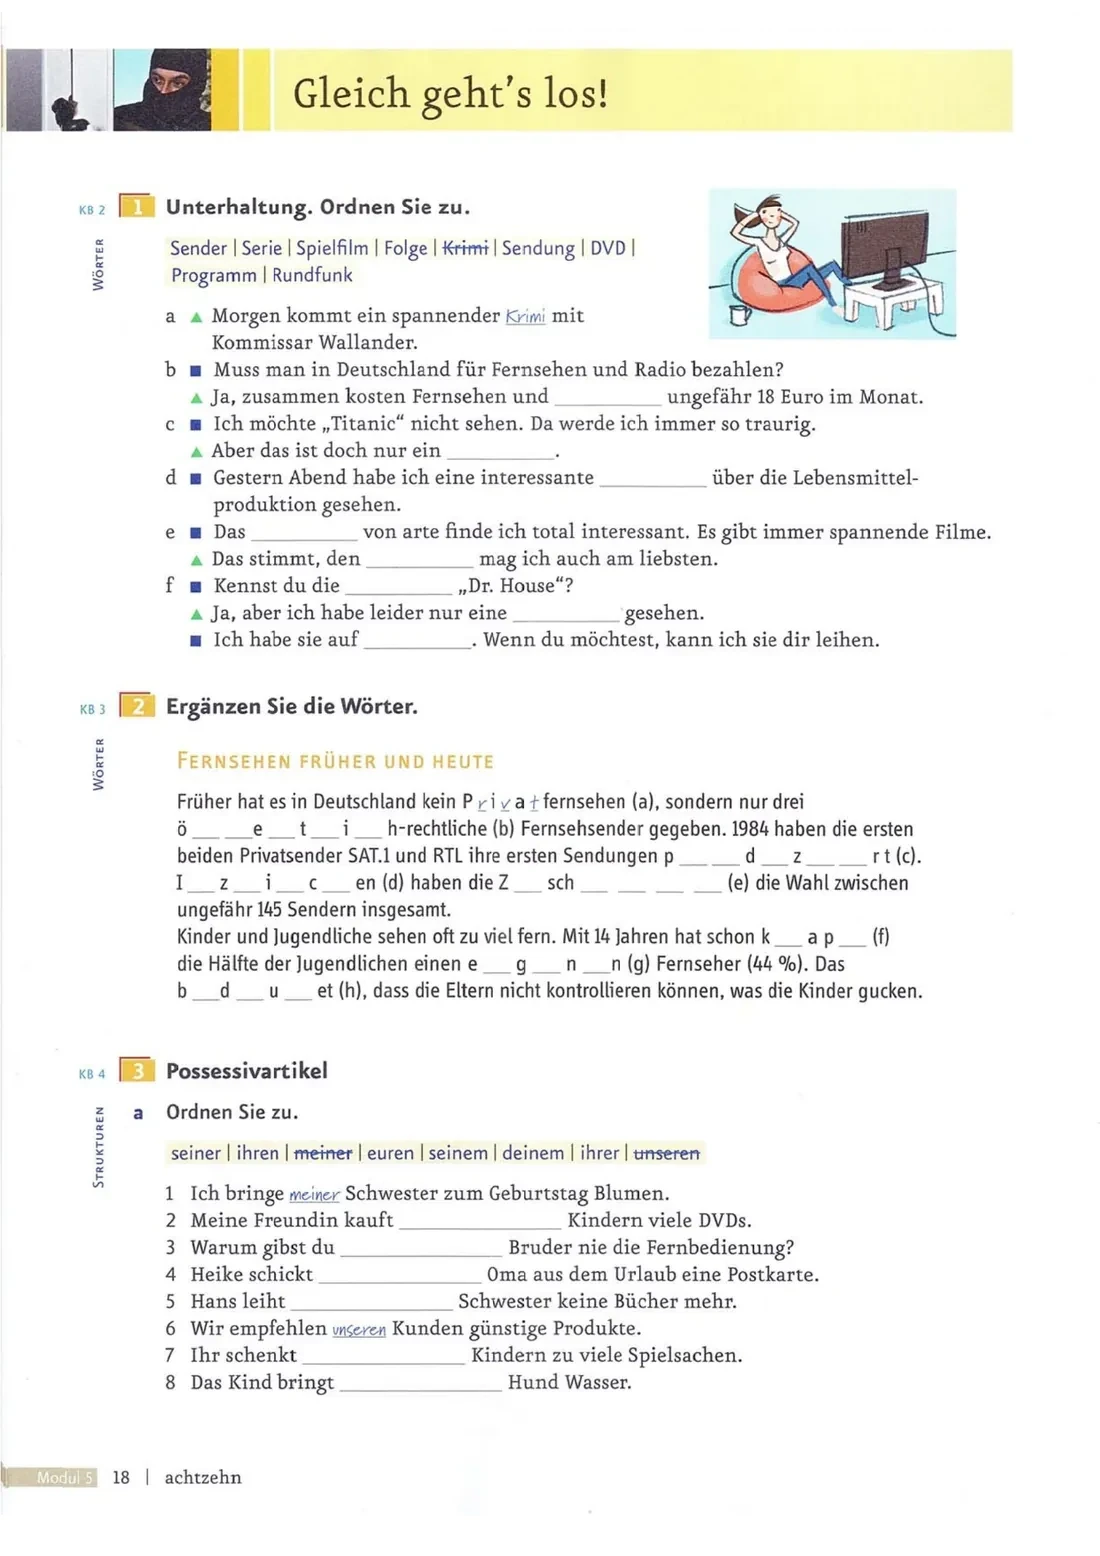 Gleich geht's los!
KB 2 1 Unterhaltung. Ordnen Sie zu.
WÖRTER
Sender | Serie | Spielfilm | Folge | Krimi | Sendung | DVD |
Programm | Rundfunk
a ▲ Morgen kommt ein spannender Krimi mit
Kommissar Wallander.
b ■ Muss man in Deutschland für Fernsehen und Radio bezahlen?
▲ Ja, zusammen kosten Fernsehen und __________ ungefähr 18 Euro im Monat.
c ■ Ich möchte „Titanic“ nicht sehen. Da werde ich immer so traurig.
▲ Aber das ist doch nur ein __________.
d ■ Gestern Abend habe ich eine interessante __________ über die Lebensmittel-
produktion gesehen.
e ■ Das __________ von arte finde ich total interessant. Es gibt immer spannende Filme.
▲ Das stimmt, den __________ mag ich auch am liebsten.
f ■ Kennst du die __________ „Dr. House“?
▲ Ja, aber ich habe leider nur eine __________ gesehen.
■ Ich habe sie auf __________. Wenn du möchtest, kann ich sie dir leihen.
KB 3 2 Ergänzen Sie die Wörter.
WÖRTER
FERNSEHEN FRÜHER UND HEUTE
Früher hat es in Deutschland kein P r i v a t fernsehen (a), sondern nur drei
ö __ __ e __ t __ i __ h-rechtliche (b) Fernsehsender gegeben. 1984 haben die ersten
beiden Privatsender SAT.1 und RTL ihre ersten Sendungen p __ __ d __ z __ __ r t (c).
I __ z __ i __ c __ en (d) haben die Z __ sch __ __ __ __ (e) die Wahl zwischen
ungefähr 145 Sendern insgesamt.
Kinder und Jugendliche sehen oft zu viel fern. Mit 14 Jahren hat schon k __ a p __ (f)
die Hälfte der Jugendlichen einen e __ g __ n __ n (g) Fernseher (44 %). Das
b __ d __ u __ et (h), dass die Eltern nicht kontrollieren können, was die Kinder gucken.
KB 4 3 Possessivartikel
STRUKTUREN
a Ordnen Sie zu.
seiner | ihren | meiner | euren | seinem | deinem | ihrer | unseren
1 Ich bringe meiner Schwester zum Geburtstag Blumen.
2 Meine Freundin kauft _______________ Kindern viele DVDs.
3 Warum gibst du _______________ Bruder nie die Fernbedienung?
4 Heike schickt _______________ Oma aus dem Urlaub eine Postkarte.
5 Hans leiht _______________ Schwester keine Bücher mehr.
6 Wir empfehlen unseren Kunden günstige Produkte.
7 Ihr schenkt _______________ Kindern zu viele Spielsachen.
8 Das Kind bringt _______________ Hund Wasser.
Modul 5 18 | achtzehn